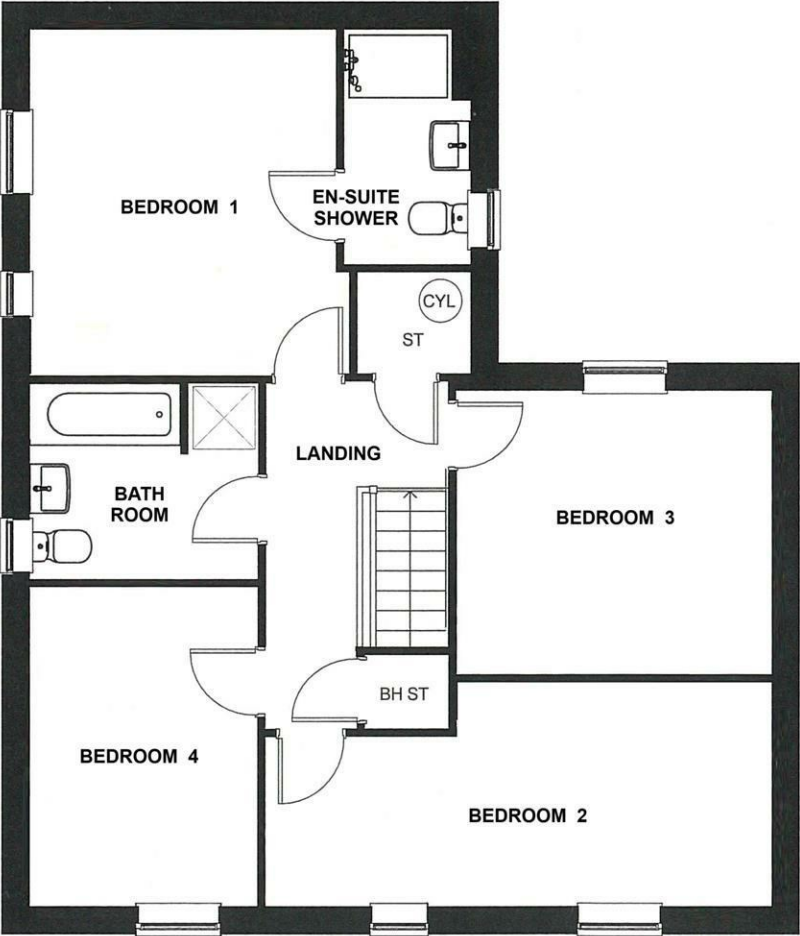 BEDROOM 1
EN-SUITE
SHOWER
CYL
ST
LANDING
BATH
ROOM
BEDROOM 3
BH ST
BEDROOM 4
BEDROOM 2